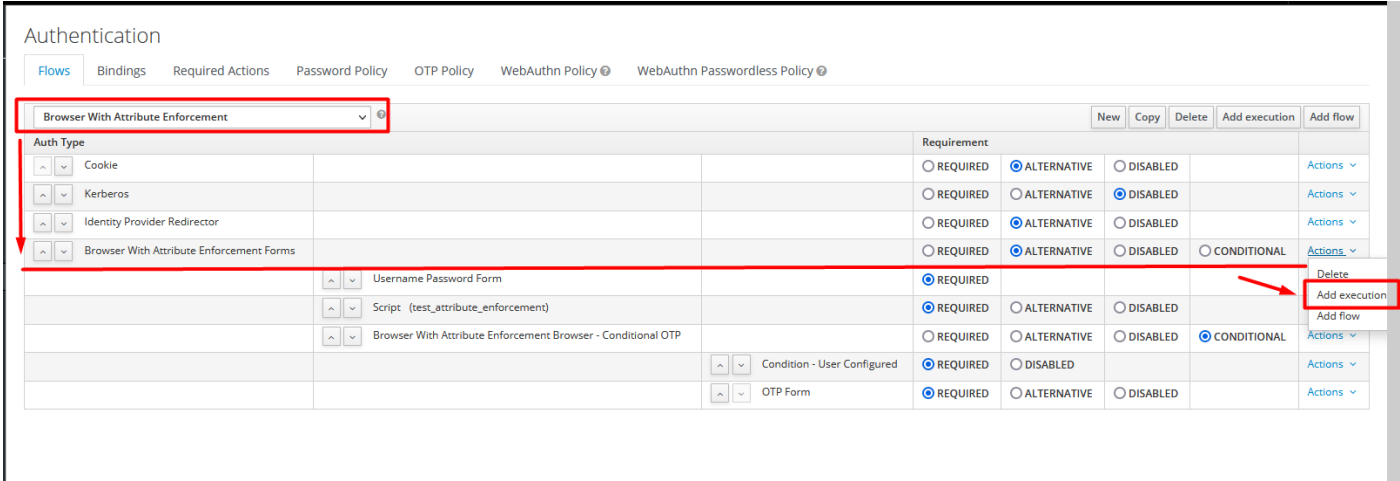 Authentication
Flows Bindings Required Actions Password Policy OTP Policy WebAuthn Policy WebAuthn Passwordless Policy
Browser With Attribute Enforcement New Copy Delete Add execution Add flow
Auth Type Requirement
Cookie REQUIRED ALTERNATIVE DISABLED Actions
Kerberos REQUIRED ALTERNATIVE DISABLED Actions
Identity Provider Redirector REQUIRED ALTERNATIVE DISABLED Actions
Browser With Attribute Enforcement Forms REQUIRED ALTERNATIVE DISABLED CONDITIONAL Actions
Delete
Username Password Form REQUIRED
Add execution
Script (test_attribute_enforcement) REQUIRED ALTERNATIVE DISABLED
Add flow
Browser With Attribute Enforcement Browser - Conditional OTP REQUIRED ALTERNATIVE DISABLED CONDITIONAL Actions
Condition - User Configured REQUIRED DISABLED Actions
OTP Form REQUIRED ALTERNATIVE DISABLED Actions